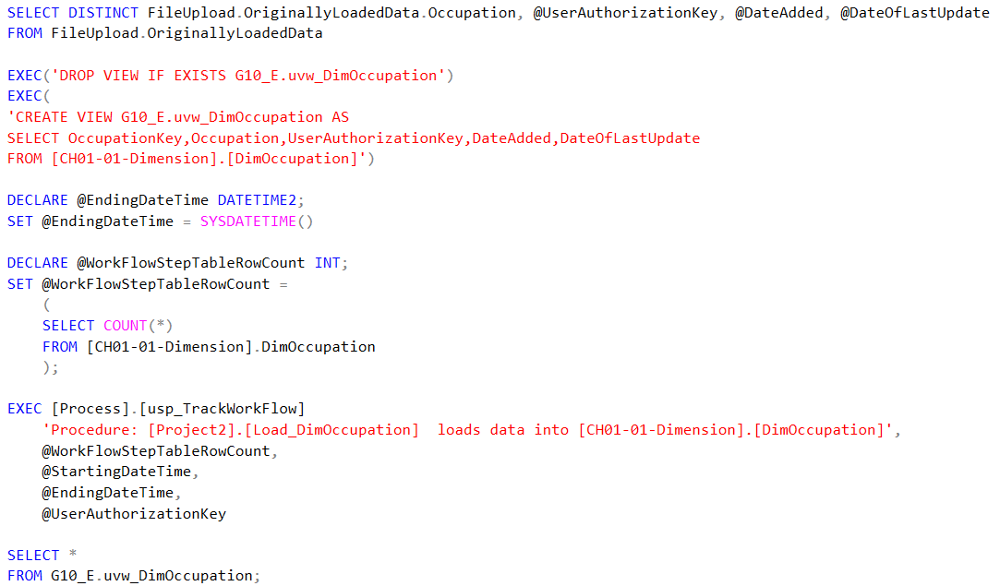 SELECT DISTINCT FileUpload.OriginallyLoadedData.Occupation, @UserAuthorizationKey, @DateAdded, @DateOfLastUpdate
FROM FileUpload.OriginallyLoadedData
EXEC('DROP VIEW IF EXISTS G10_E.uvw_DimOccupation')
EXEC(
'CREATE VIEW G10_E.uvw_DimOccupation AS
SELECT OccupationKey,Occupation,UserAuthorizationKey,DateAdded,DateOfLastUpdate
FROM [CH01-01-Dimension].[DimOccupation]')
DECLARE @EndingDateTime DATETIME2;
SET @EndingDateTime = SYSDATETIME()
DECLARE @WorkFlowStepTableRowCount INT;
SET @WorkFlowStepTableRowCount =
(
SELECT COUNT(*)
FROM [CH01-01-Dimension].DimOccupation
);
EXEC [Process].[usp_TrackWorkFlow]
'Procedure: [Project2].[Load_DimOccupation]  loads data into [CH01-01-Dimension].[DimOccupation]',
@WorkFlowStepTableRowCount,
@StartingDateTime,
@EndingDateTime,
@UserAuthorizationKey
SELECT *
FROM G10_E.uvw_DimOccupation;